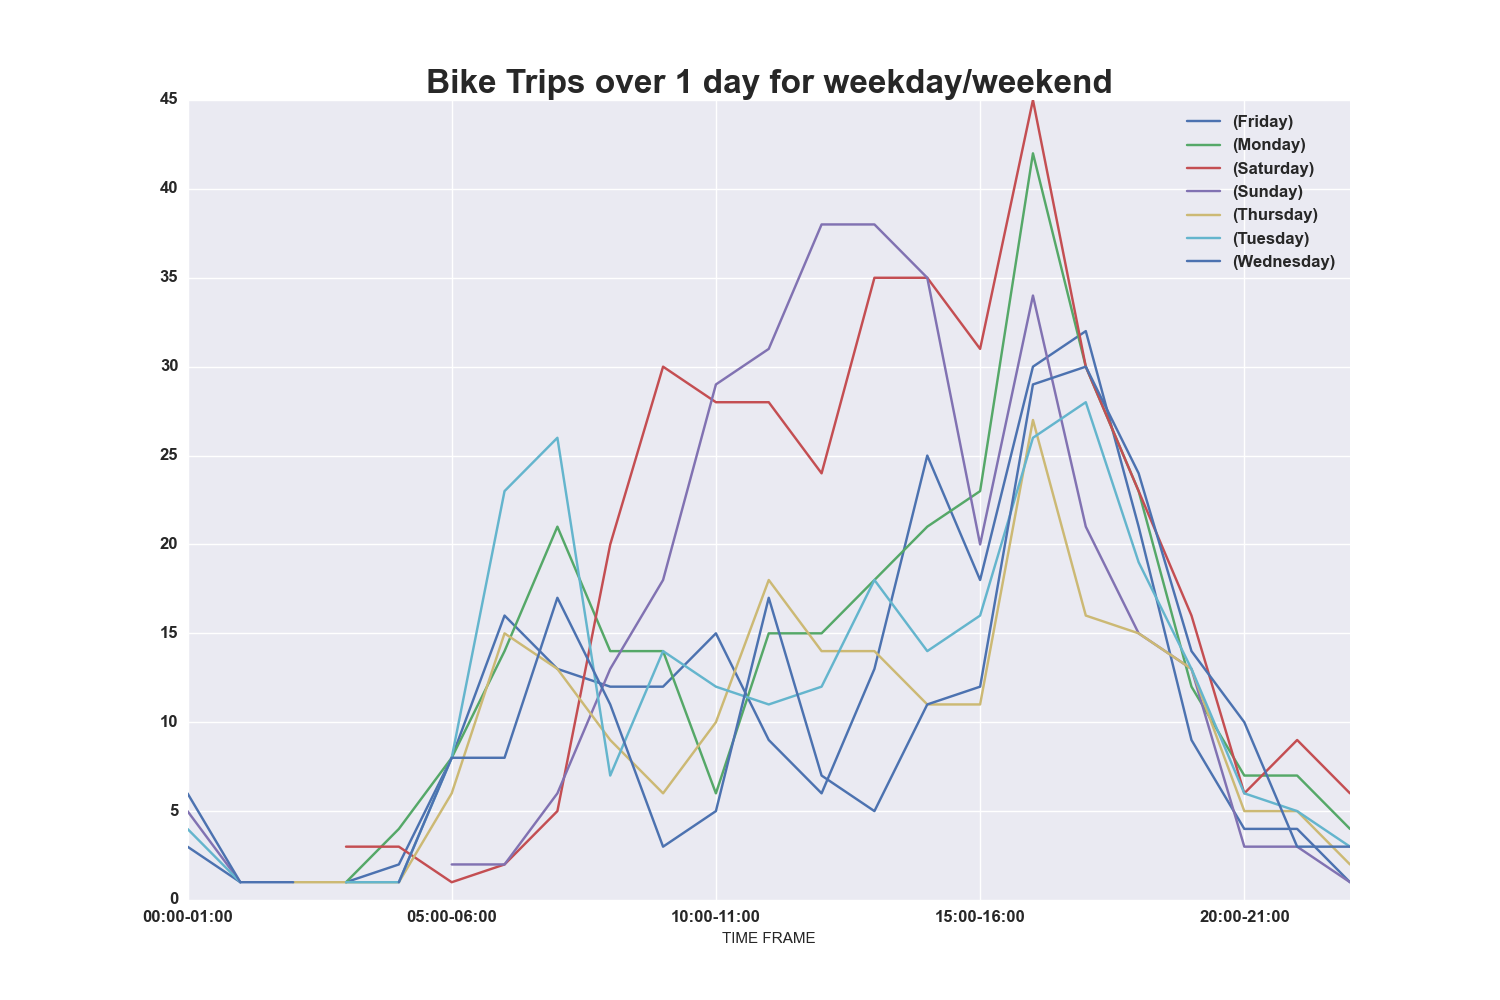 Bike Trips over 1 day for weekday/weekend
45
40
35
30
25
20
15
10
5
0
(Friday)
(Monday)
(Saturday)
(Sunday)
(Thursday)
(Tuesday)
(Wednesday)
00:00-01:00 05:00-06:00 10:00-11:00 15:00-16:00 20:00-21:00
TIME FRAME